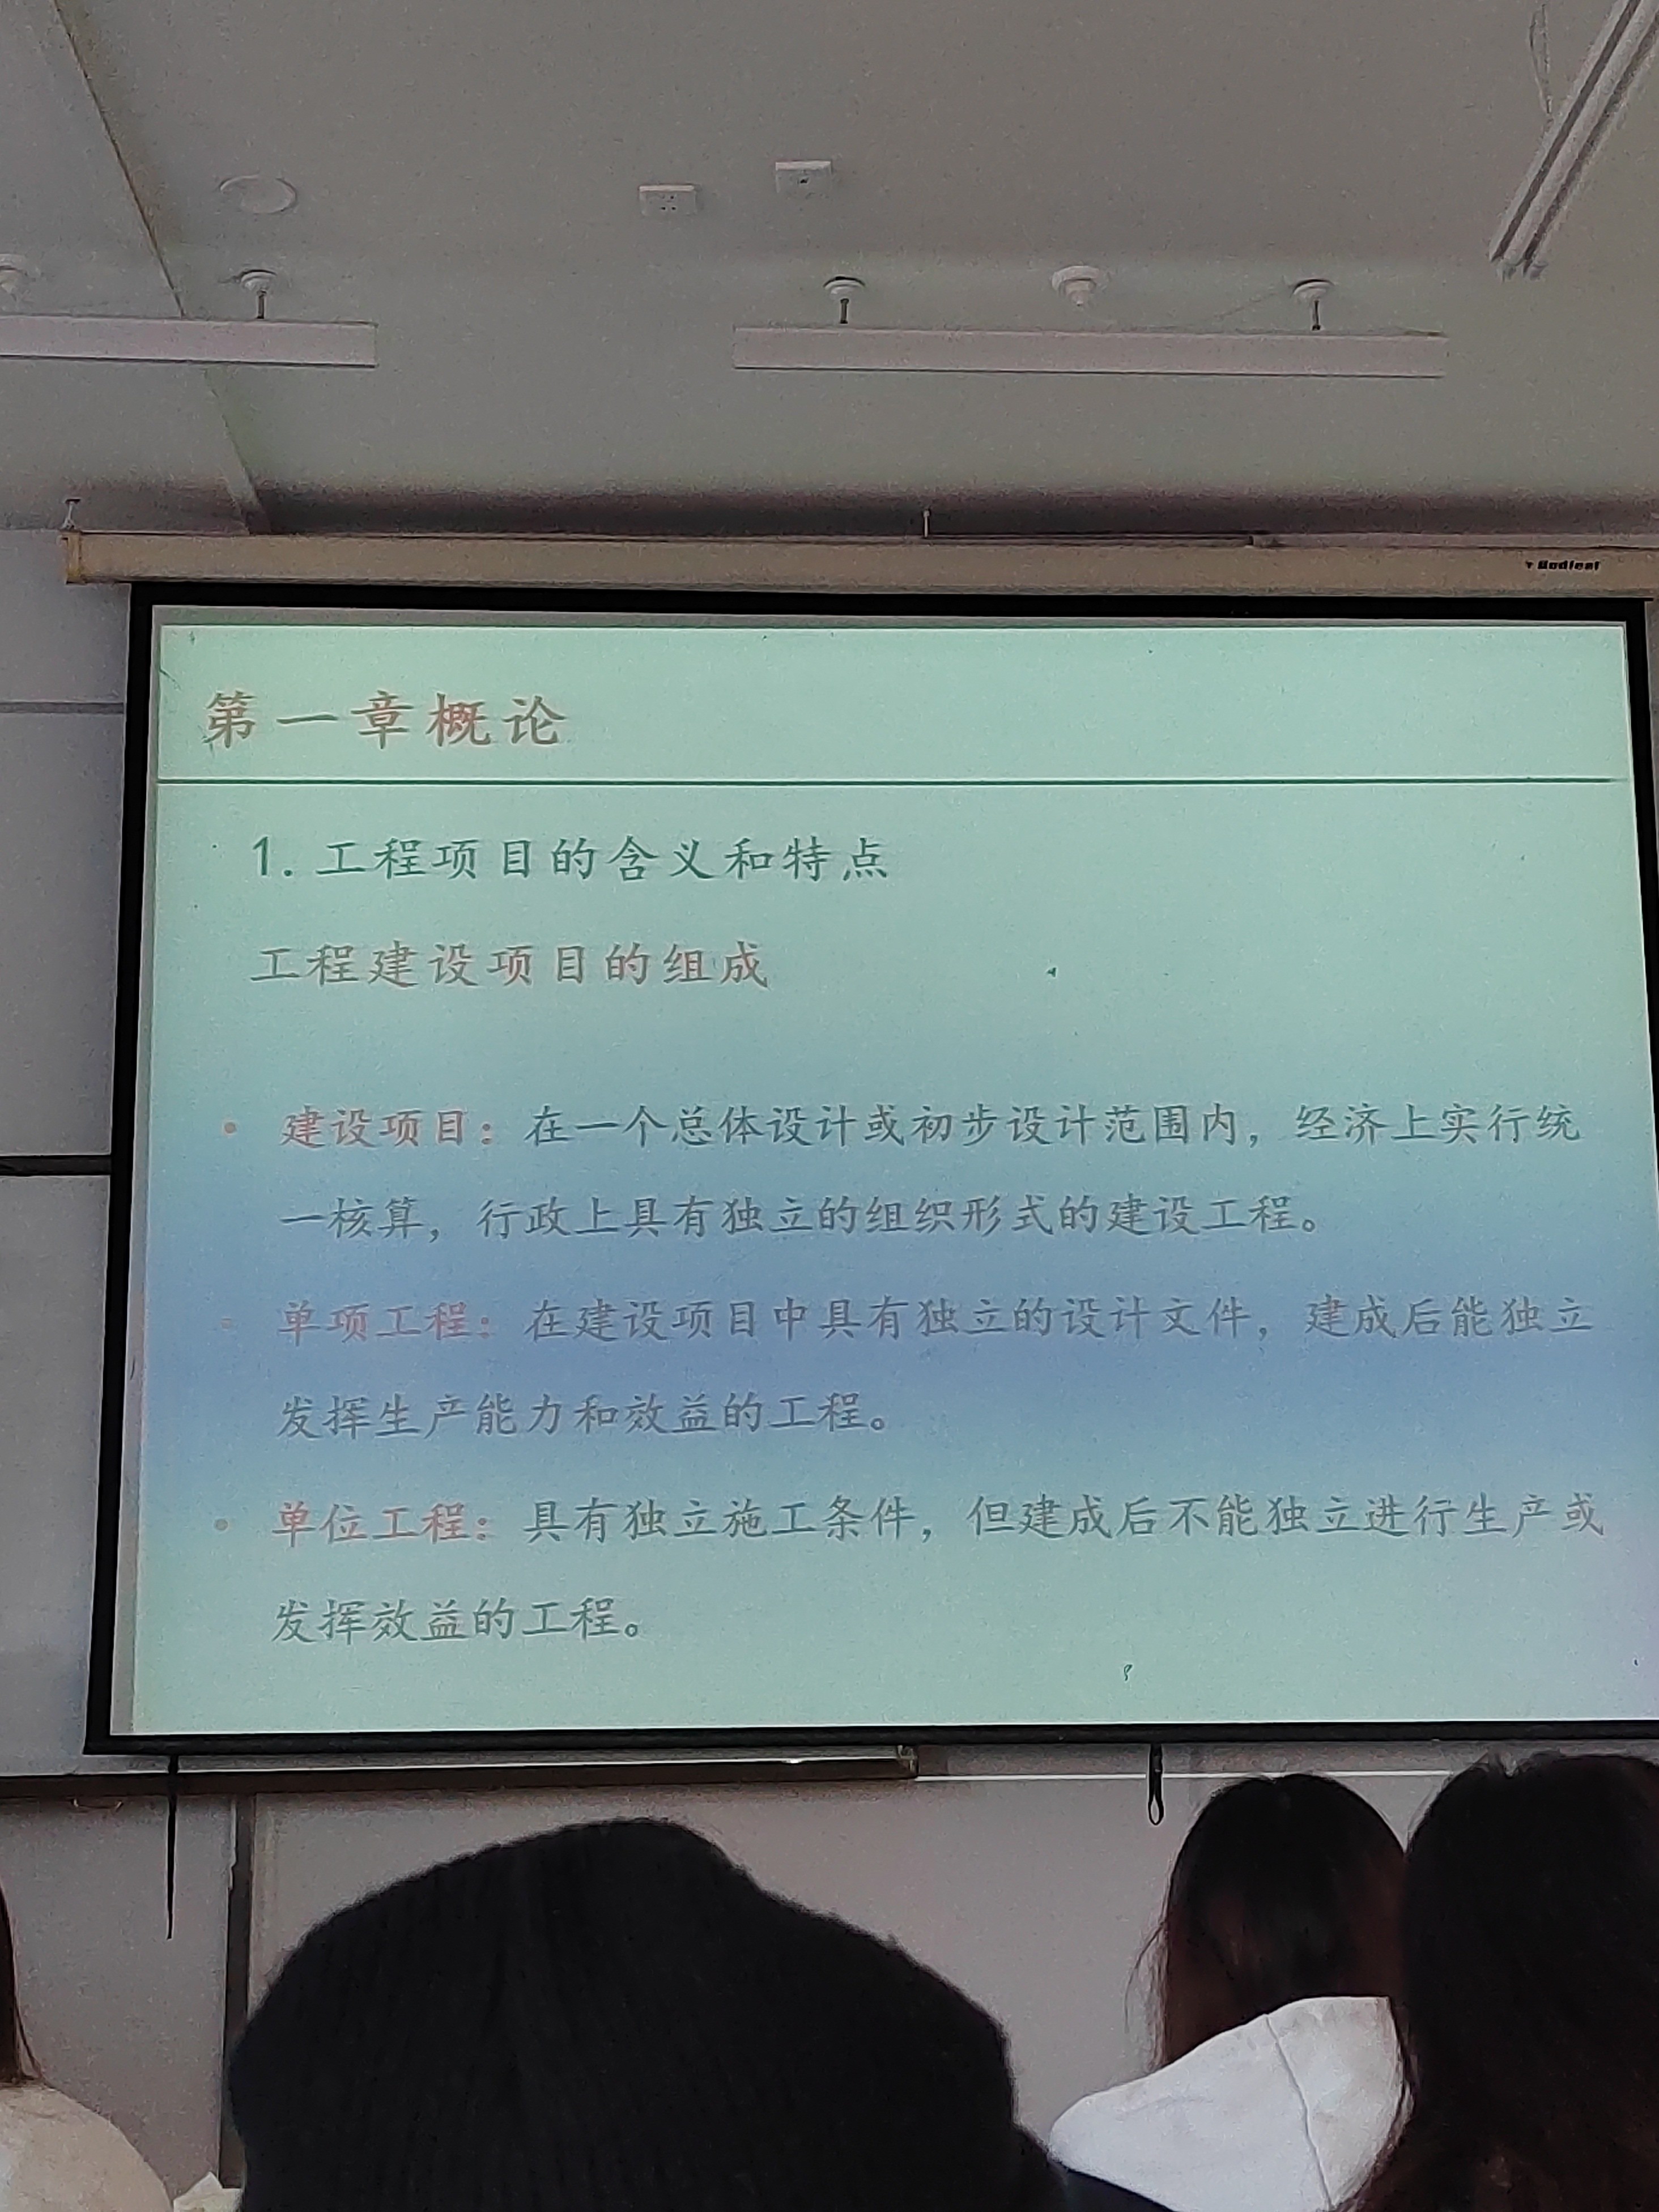 第一章概论
1.工程项目的含义和特点
工程建设项目的组成
• 建设项目：在一个总体设计或初步设计范围内，经济上实行统
一核算，行政上具有独立的组织形式的建设工程。
• 单项工程：在建设项目中具有独立的设计文件，建成后能独立
发挥生产能力和效益的工程。
• 单位工程：具有独立施工条件，但建成后不能独立进行生产或
发挥效益的工程。